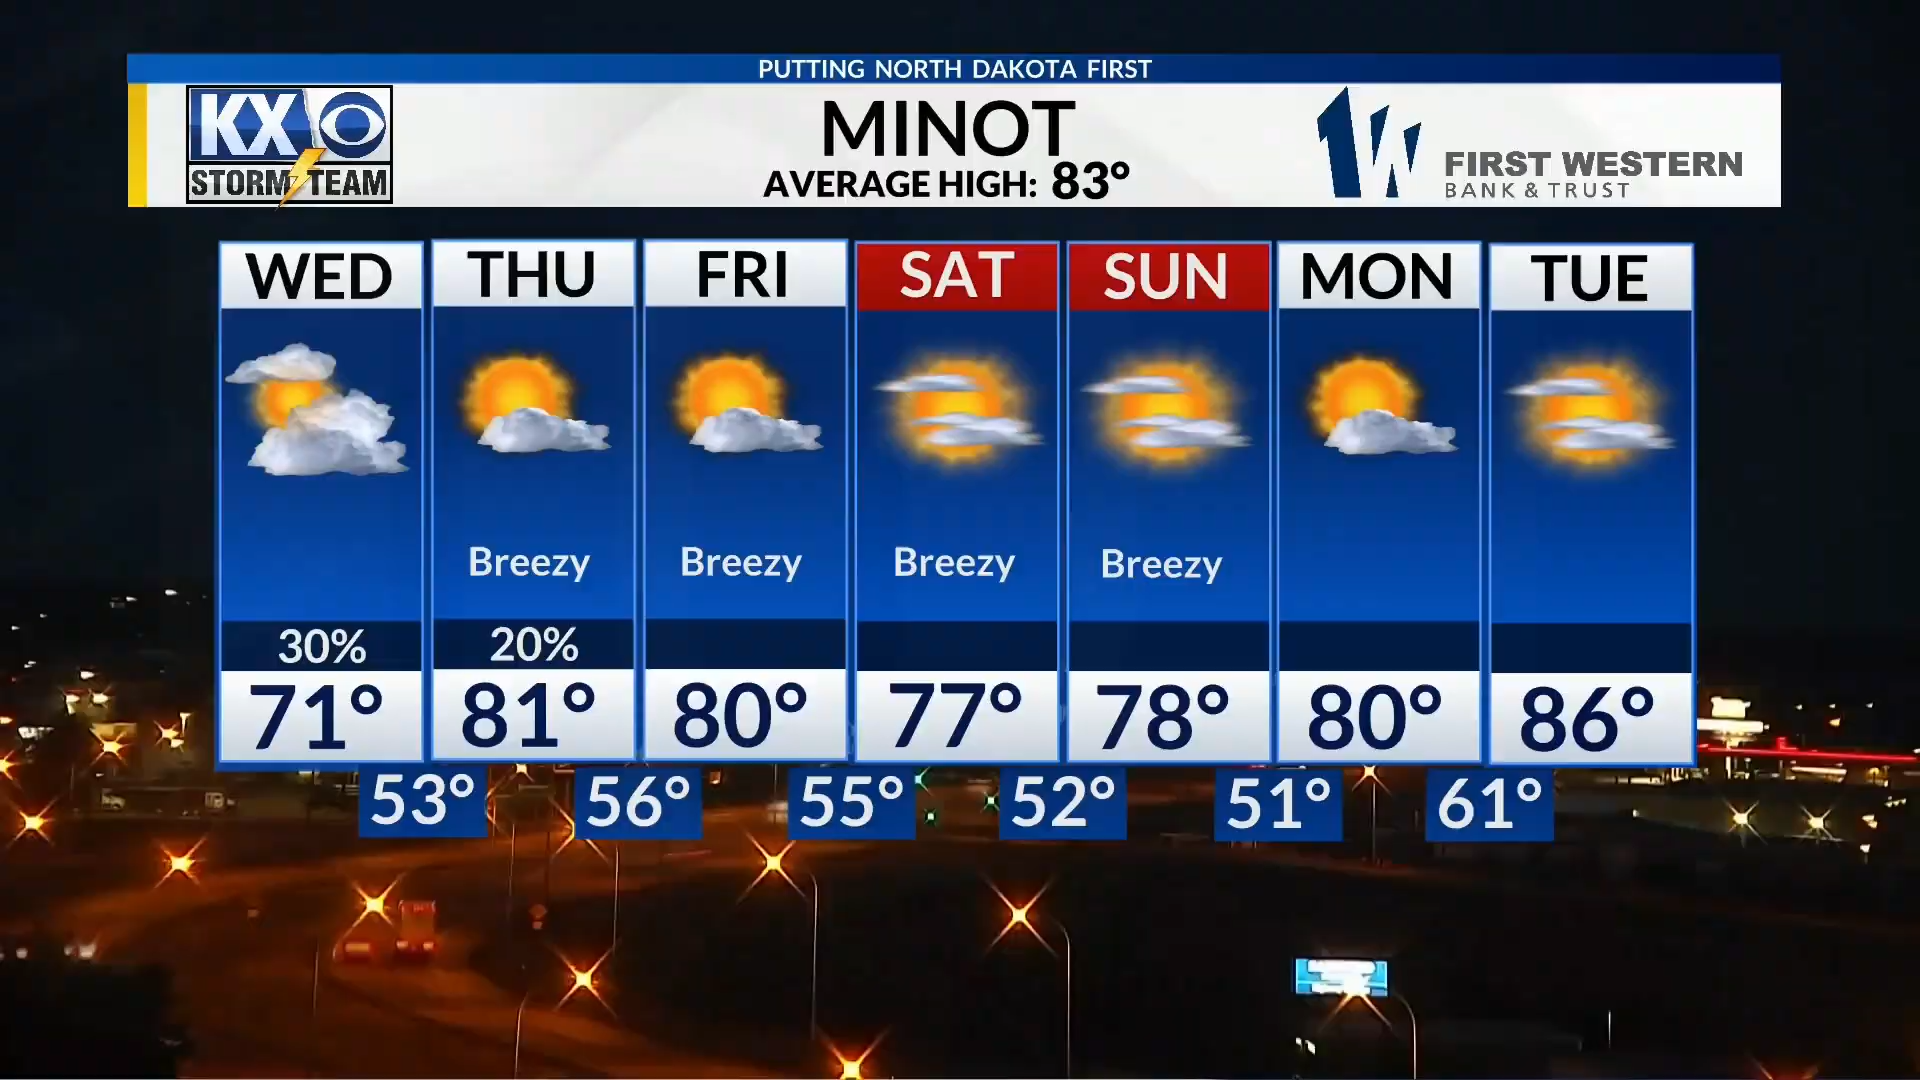 PUTTING NORTH DAKOTA FIRST
KX
STORM TEAM
MINOT
AVERAGE HIGH: 83°
1W
FIRST WESTERN
BANK & TRUST
WED THU FRI SAT SUN MON TUE
Breezy Breezy Breezy Breezy
30% 20%
71° 81° 80° 77° 78° 80° 86°
53° 56° 55° 52° 51° 61°